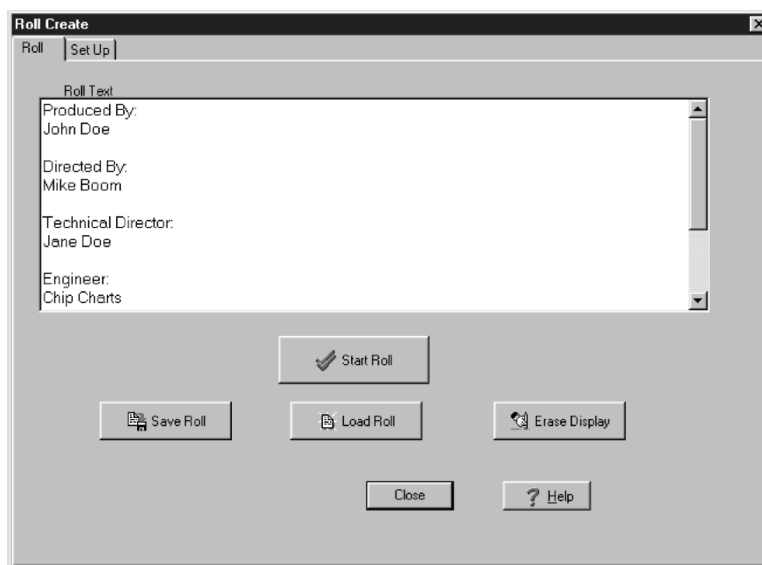 Roll Create
Roll
Set Up
Roll Text
Produced By:
John Doe
Directed By:
Mike Boom
Technical Director:
Jane Doe
Engineer:
Chip Charts
Start Roll
Save Roll
Load Roll
Erase Display
Close
? Help